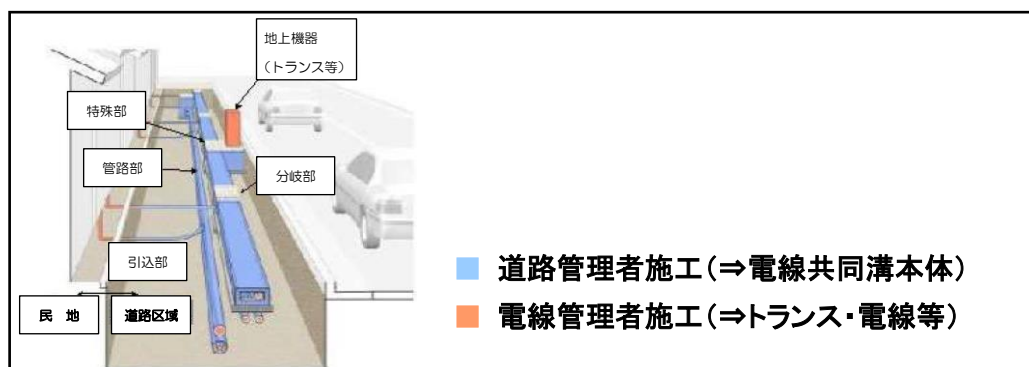 地上機器
（トランス等）
特殊部
管路部
分岐部
引込部
民　地
道路区域
道路管理者施工（⇒電線共同溝本体）
電線管理者施工（⇒トランス・電線等）